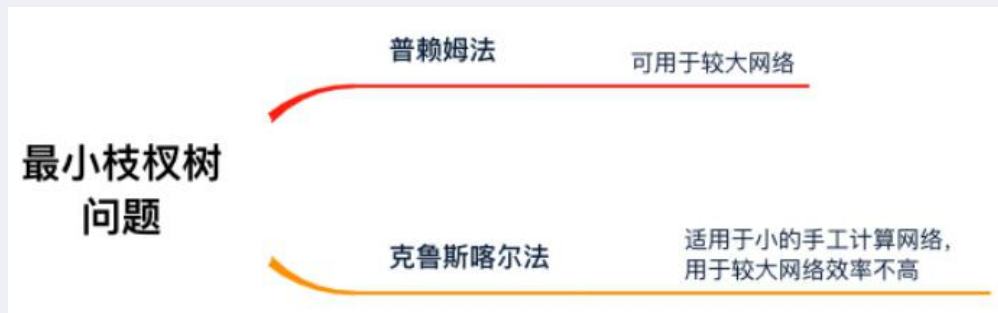 最小枝杈树
问题
普赖姆法
可用于较大网络
克鲁斯喀尔法
适用于小的手工计算网络，
用于较大网络效率不高